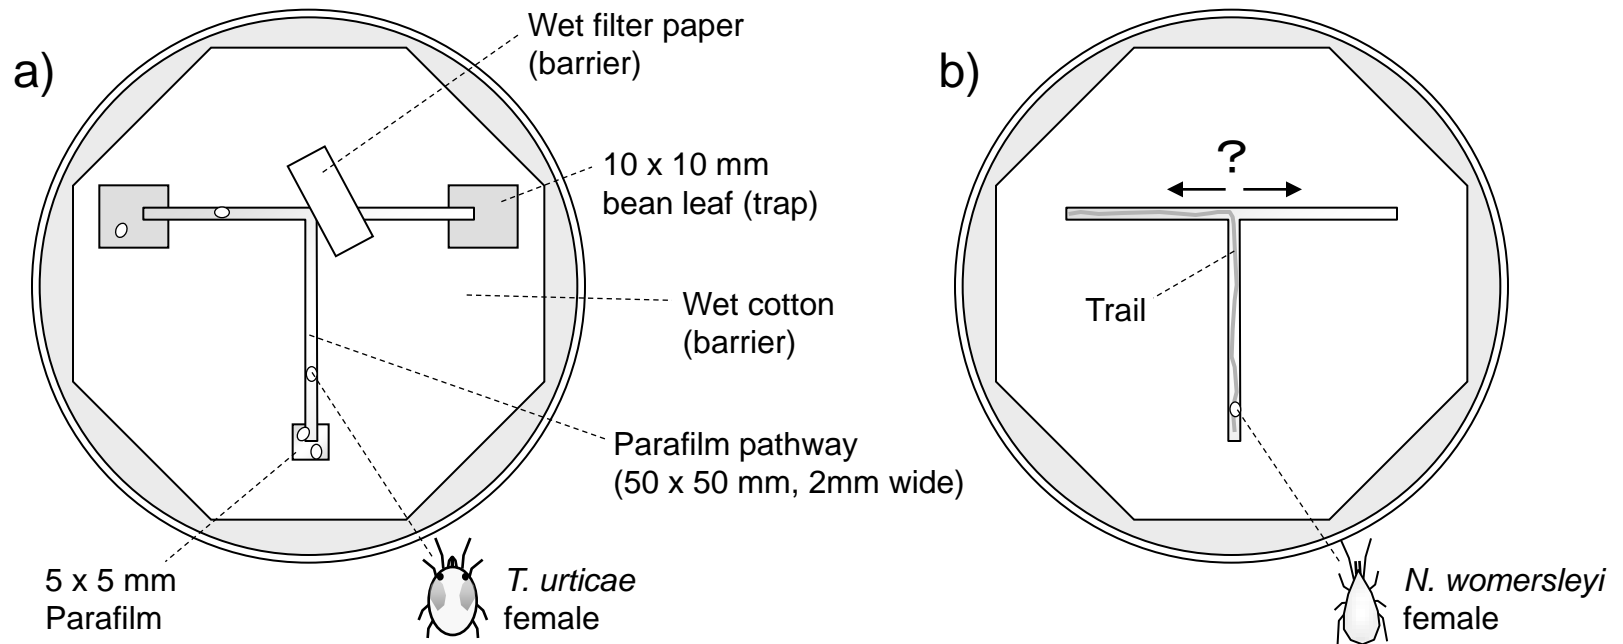 a)
Wet filter paper
(barrier)
10 x 10 mm
bean leaf (trap)
Wet cotton
(barrier)
Parafilm pathway
(50 x 50 mm, 2mm wide)
5 x 5 mm
Parafilm
T. urticae
female
b)
?
Trail
N. womersleyi
female